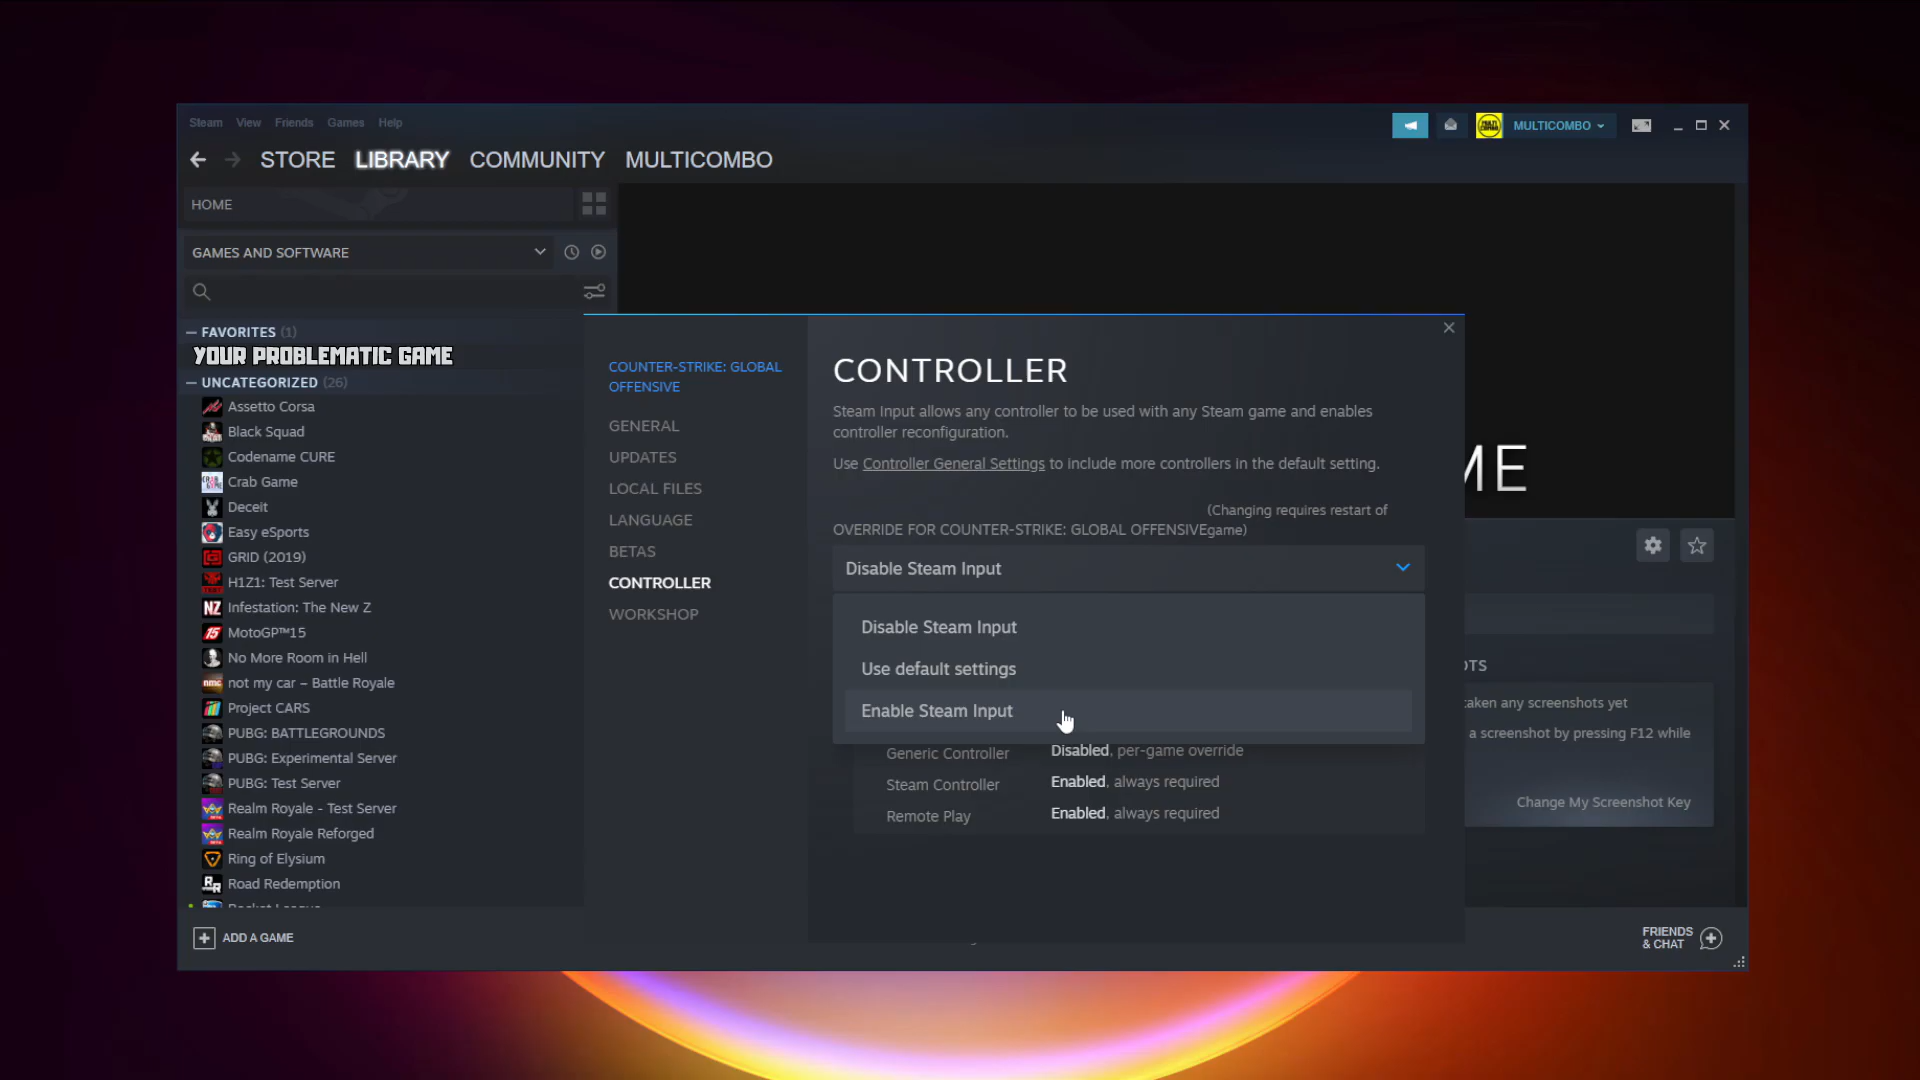 Steam View Friends Games Help
MULTICOMBO
STORE LIBRARY COMMUNITY MULTICOMBO
HOME
GAMES AND SOFTWARE
FAVORITES (1)
YOUR PROBLEMATIC GAME
UNCATEGORIZED (26)
Assetto Corsa
Black Squad
Codename CURE
Crab Game
Deceit
Easy eSports
GRID (2019)
H1Z1: Test Server
Infestation: The New Z
MotoGP™15
No More Room in Hell
not my car – Battle Royale
Project CARS
PUBG: BATTLEGROUNDS
PUBG: Experimental Server
PUBG: Test Server
Realm Royale - Test Server
Realm Royale Reforged
Ring of Elysium
Road Redemption
Rocket League
ADD A GAME
COUNTER-STRIKE: GLOBAL
OFFENSIVE
GENERAL
UPDATES
LOCAL FILES
LANGUAGE
BETAS
CONTROLLER
WORKSHOP
CONTROLLER
Steam Input allows any controller to be used with any Steam game and enables
controller reconfiguration.
Use Controller General Settings to include more controllers in the default setting.
(Changing requires restart of
OVERRIDE FOR COUNTER-STRIKE: GLOBAL OFFENSIVEgame)
Disable Steam Input
Disable Steam Input
Use default settings
Enable Steam Input
Generic Controller Disabled, per-game override
Steam Controller Enabled, always required
Remote Play Enabled, always required
ME
OTS
taken any screenshots yet
a screenshot by pressing F12 while
Change My Screenshot Key
FRIENDS
& CHAT